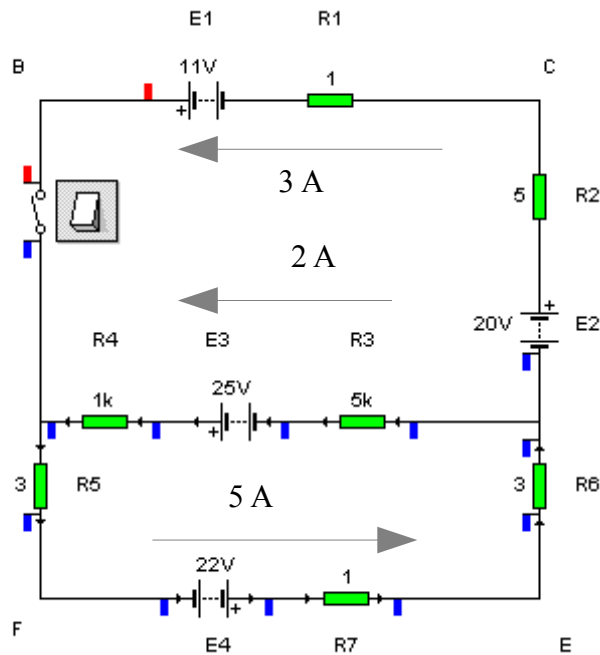 E1 R1
B 11V 1 C
+
3 A
5 R2
2 A
+
20V E2
R4 E3 R3
1k 25V 5k
+
3 R5 5 A 3 R6
22V 1
+
F E4 R7 E